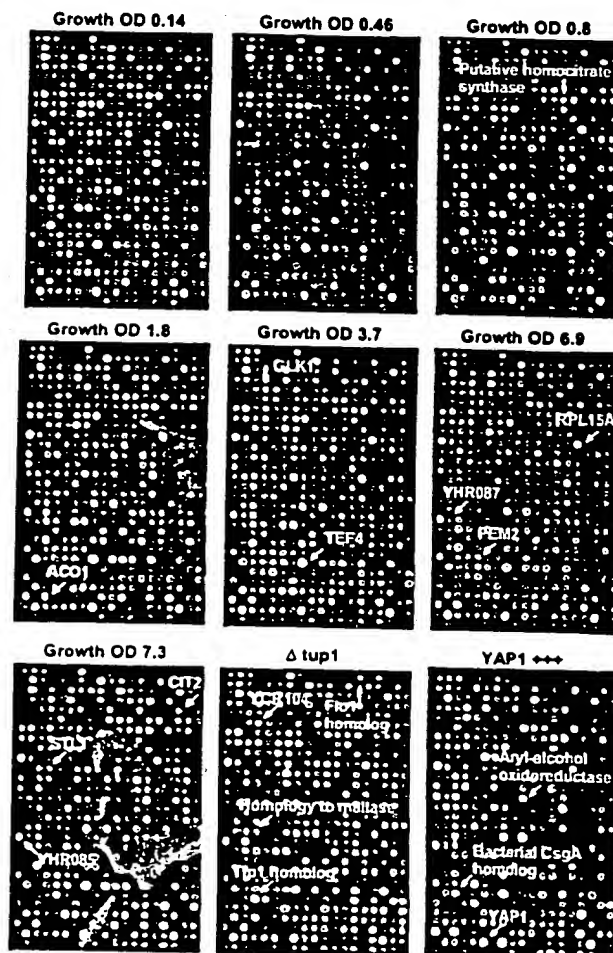 Growth OD 0.14
Growth OD 0.46
Growth OD 0.8
Putative homocitrate
synthase
Growth OD 1.8
Growth OD 3.7
Growth OD 6.9
GLK1
RPL15A
YHR087
TEF4
PEM2
ACO1
Growth OD 7.3
Δ tup1
YAP1 +++
CIT2
homolog
Aryl-alcohol
oxidoreductase
Homology to maltase
YHR085
Bacterial CsgA
homolog
homolog
YAP1